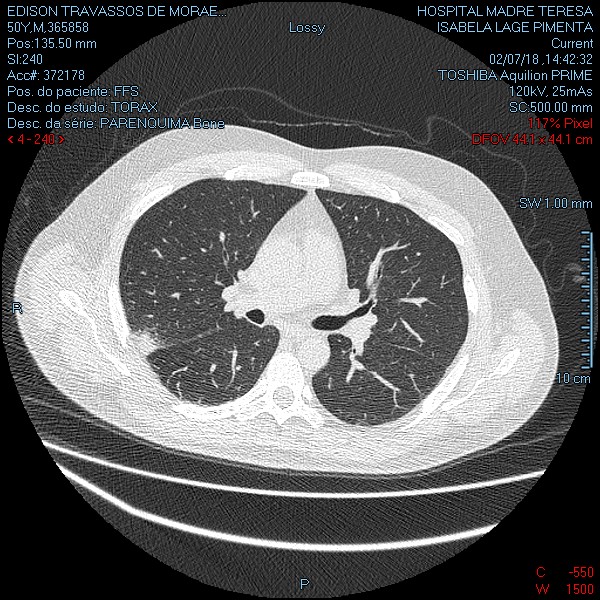 EDISON TRAVASSOS DE MORAE...
50Y,M,365858
Pos:135.50 mm
SI:240
Acc#: 372178
Pos. do paciente: FFS
Desc. do estudo: TORAX
Desc. da série: PARENQUIMA Bone
< 4 - 246 >
Lossy
HOSPITAL MADRE TERESA
ISABELA LAGE PIMENTA
Current
02/07/18 ,14:42:32
TOSHIBA Aquilion PRIME
120kV, 25mAs
SC:500.00 mm
117% Pixel
DFOV 44.1 x 44.1 cm
SW 1.00 mm
R
10 cm
P
C -550
W 1500